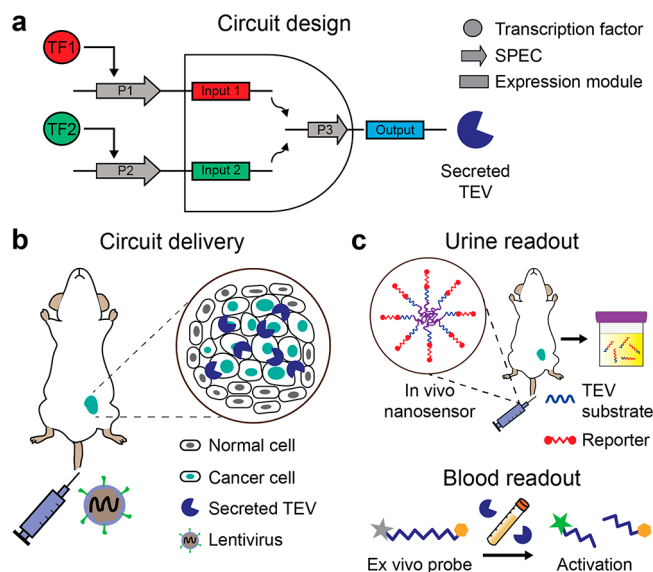 a
Circuit design
TF1
P1
Input 1
TF2
P2
Input 2
P3
Output
Secreted
TEV
Transcription factor
SPEC
Expression module
b
Circuit delivery
Normal cell
Cancer cell
Secreted TEV
Lentivirus
c
Urine readout
In vivo
nanosensor
TEV
substrate
Reporter
Blood readout
Ex vivo probe
Activation